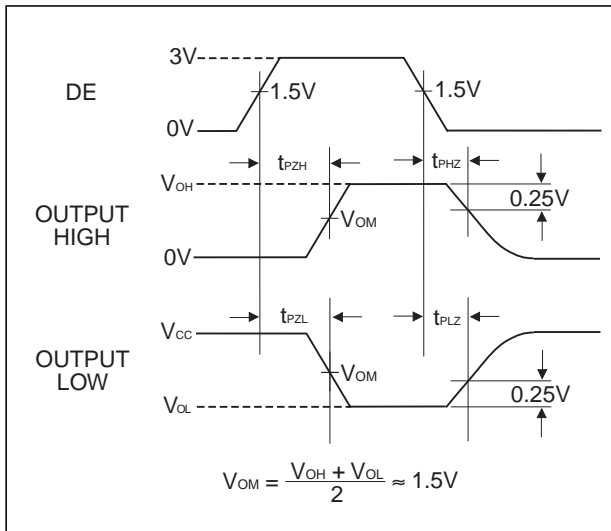 3V
DE
1.5V
1.5V
0V
tPZH
tPHZ
VOH
0.25V
OUTPUT
HIGH
VOM
0V
tPZL
tPLZ
VCC
OUTPUT
LOW
VOM
0.25V
VOL
VOM = VOH + VOL / 2 ≈ 1.5V